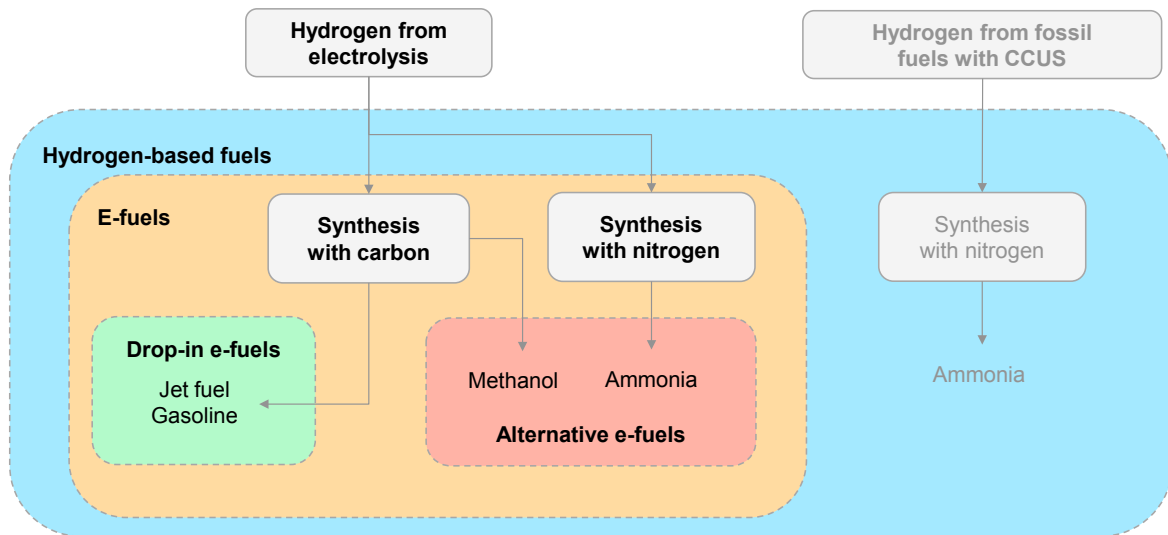 Hydrogen from
electrolysis
Hydrogen from fossil
fuels with CCUS
Hydrogen-based fuels
E-fuels
Synthesis
with carbon
Synthesis
with nitrogen
Synthesis
with nitrogen
Drop-in e-fuels
Jet fuel
Gasoline
Methanol
Ammonia
Alternative e-fuels
Ammonia